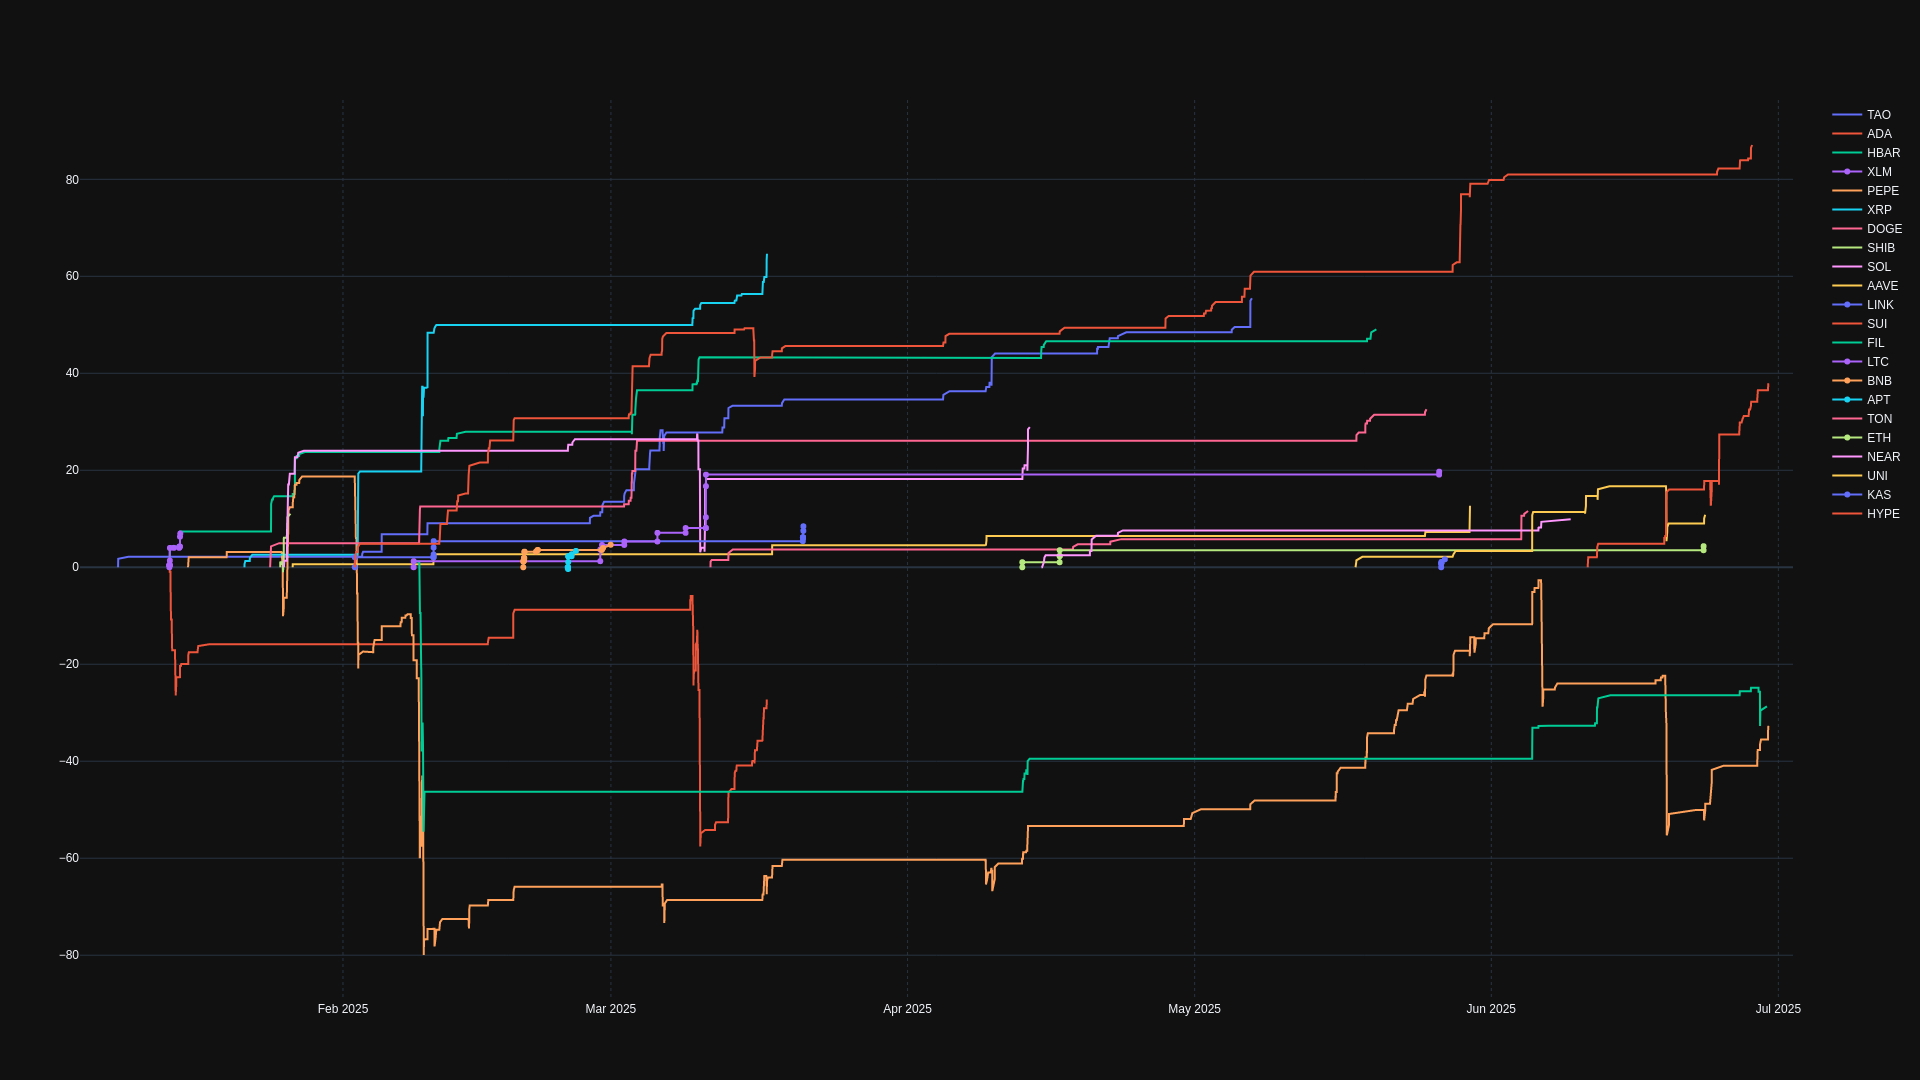 80
60
40
20
0
−20
−40
−60
−80
Feb 2025
Mar 2025
Apr 2025
May 2025
Jun 2025
Jul 2025
TAO
ADA
HBAR
XLM
PEPE
XRP
DOGE
SHIB
SOL
AAVE
LINK
SUI
FIL
LTC
BNB
APT
TON
ETH
NEAR
UNI
KAS
HYPE